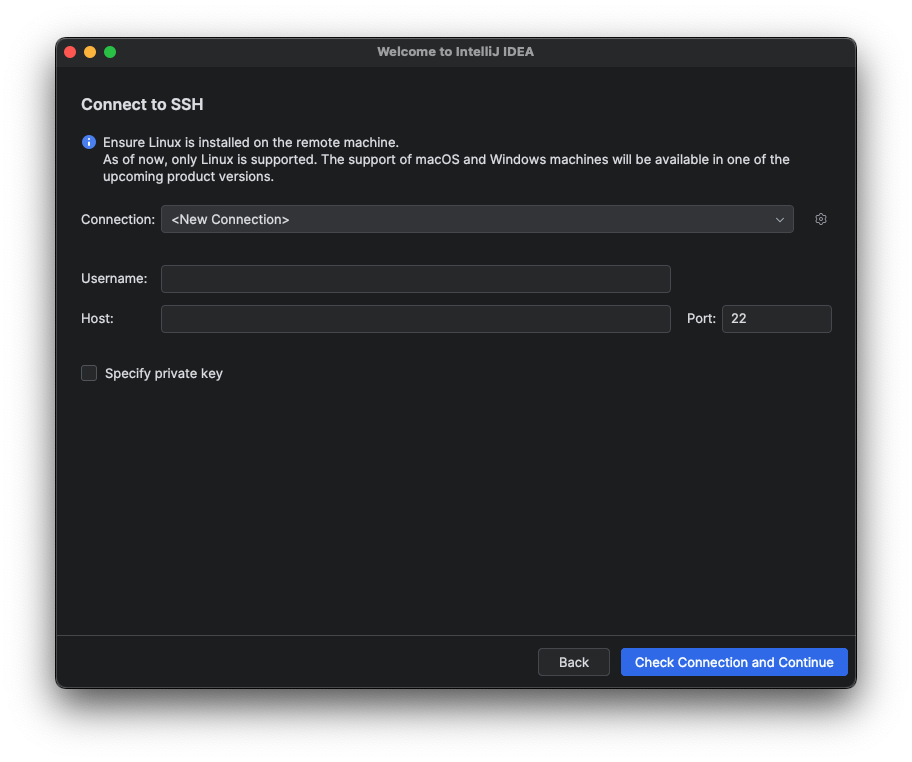 Welcome to IntelliJ IDEA
Connect to SSH
Ensure Linux is installed on the remote machine.
As of now, only Linux is supported. The support of macOS and Windows machines will be available in one of the
upcoming product versions.
Connection: <New Connection>
Username:
Host: Port: 22
Specify private key
Back Check Connection and Continue